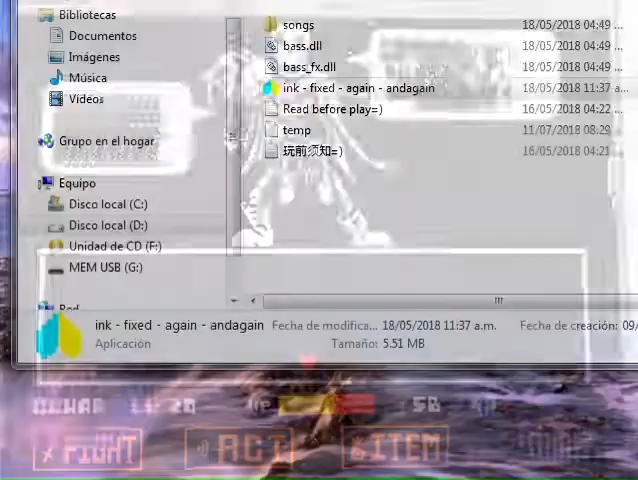 Bibliotecas
Documentos
Imágenes
Música
Vídeos
Grupo en el hogar
Equipo
Disco local (C:)
Disco local (D:)
Unidad de CD (F:)
MEM USB (G:)
Red
songs 18/05/2018 04:49 ...
bass.dll 18/05/2018 04:49 ...
bass_fx.dll 18/05/2018 04:49 ...
ink - fixed - again - andagain 18/05/2018 11:37 a...
Read before play=) 16/05/2018 04:22 ...
temp 11/07/2018 08:29
玩前须知=) 16/05/2018 04:21
ink - fixed - again - andagain Fecha de modifica... 18/05/2018 11:37 a.m. Fecha de creación: 09/
Aplicación Tamaño: 5.51 MB
FIGHT ACT ITEM